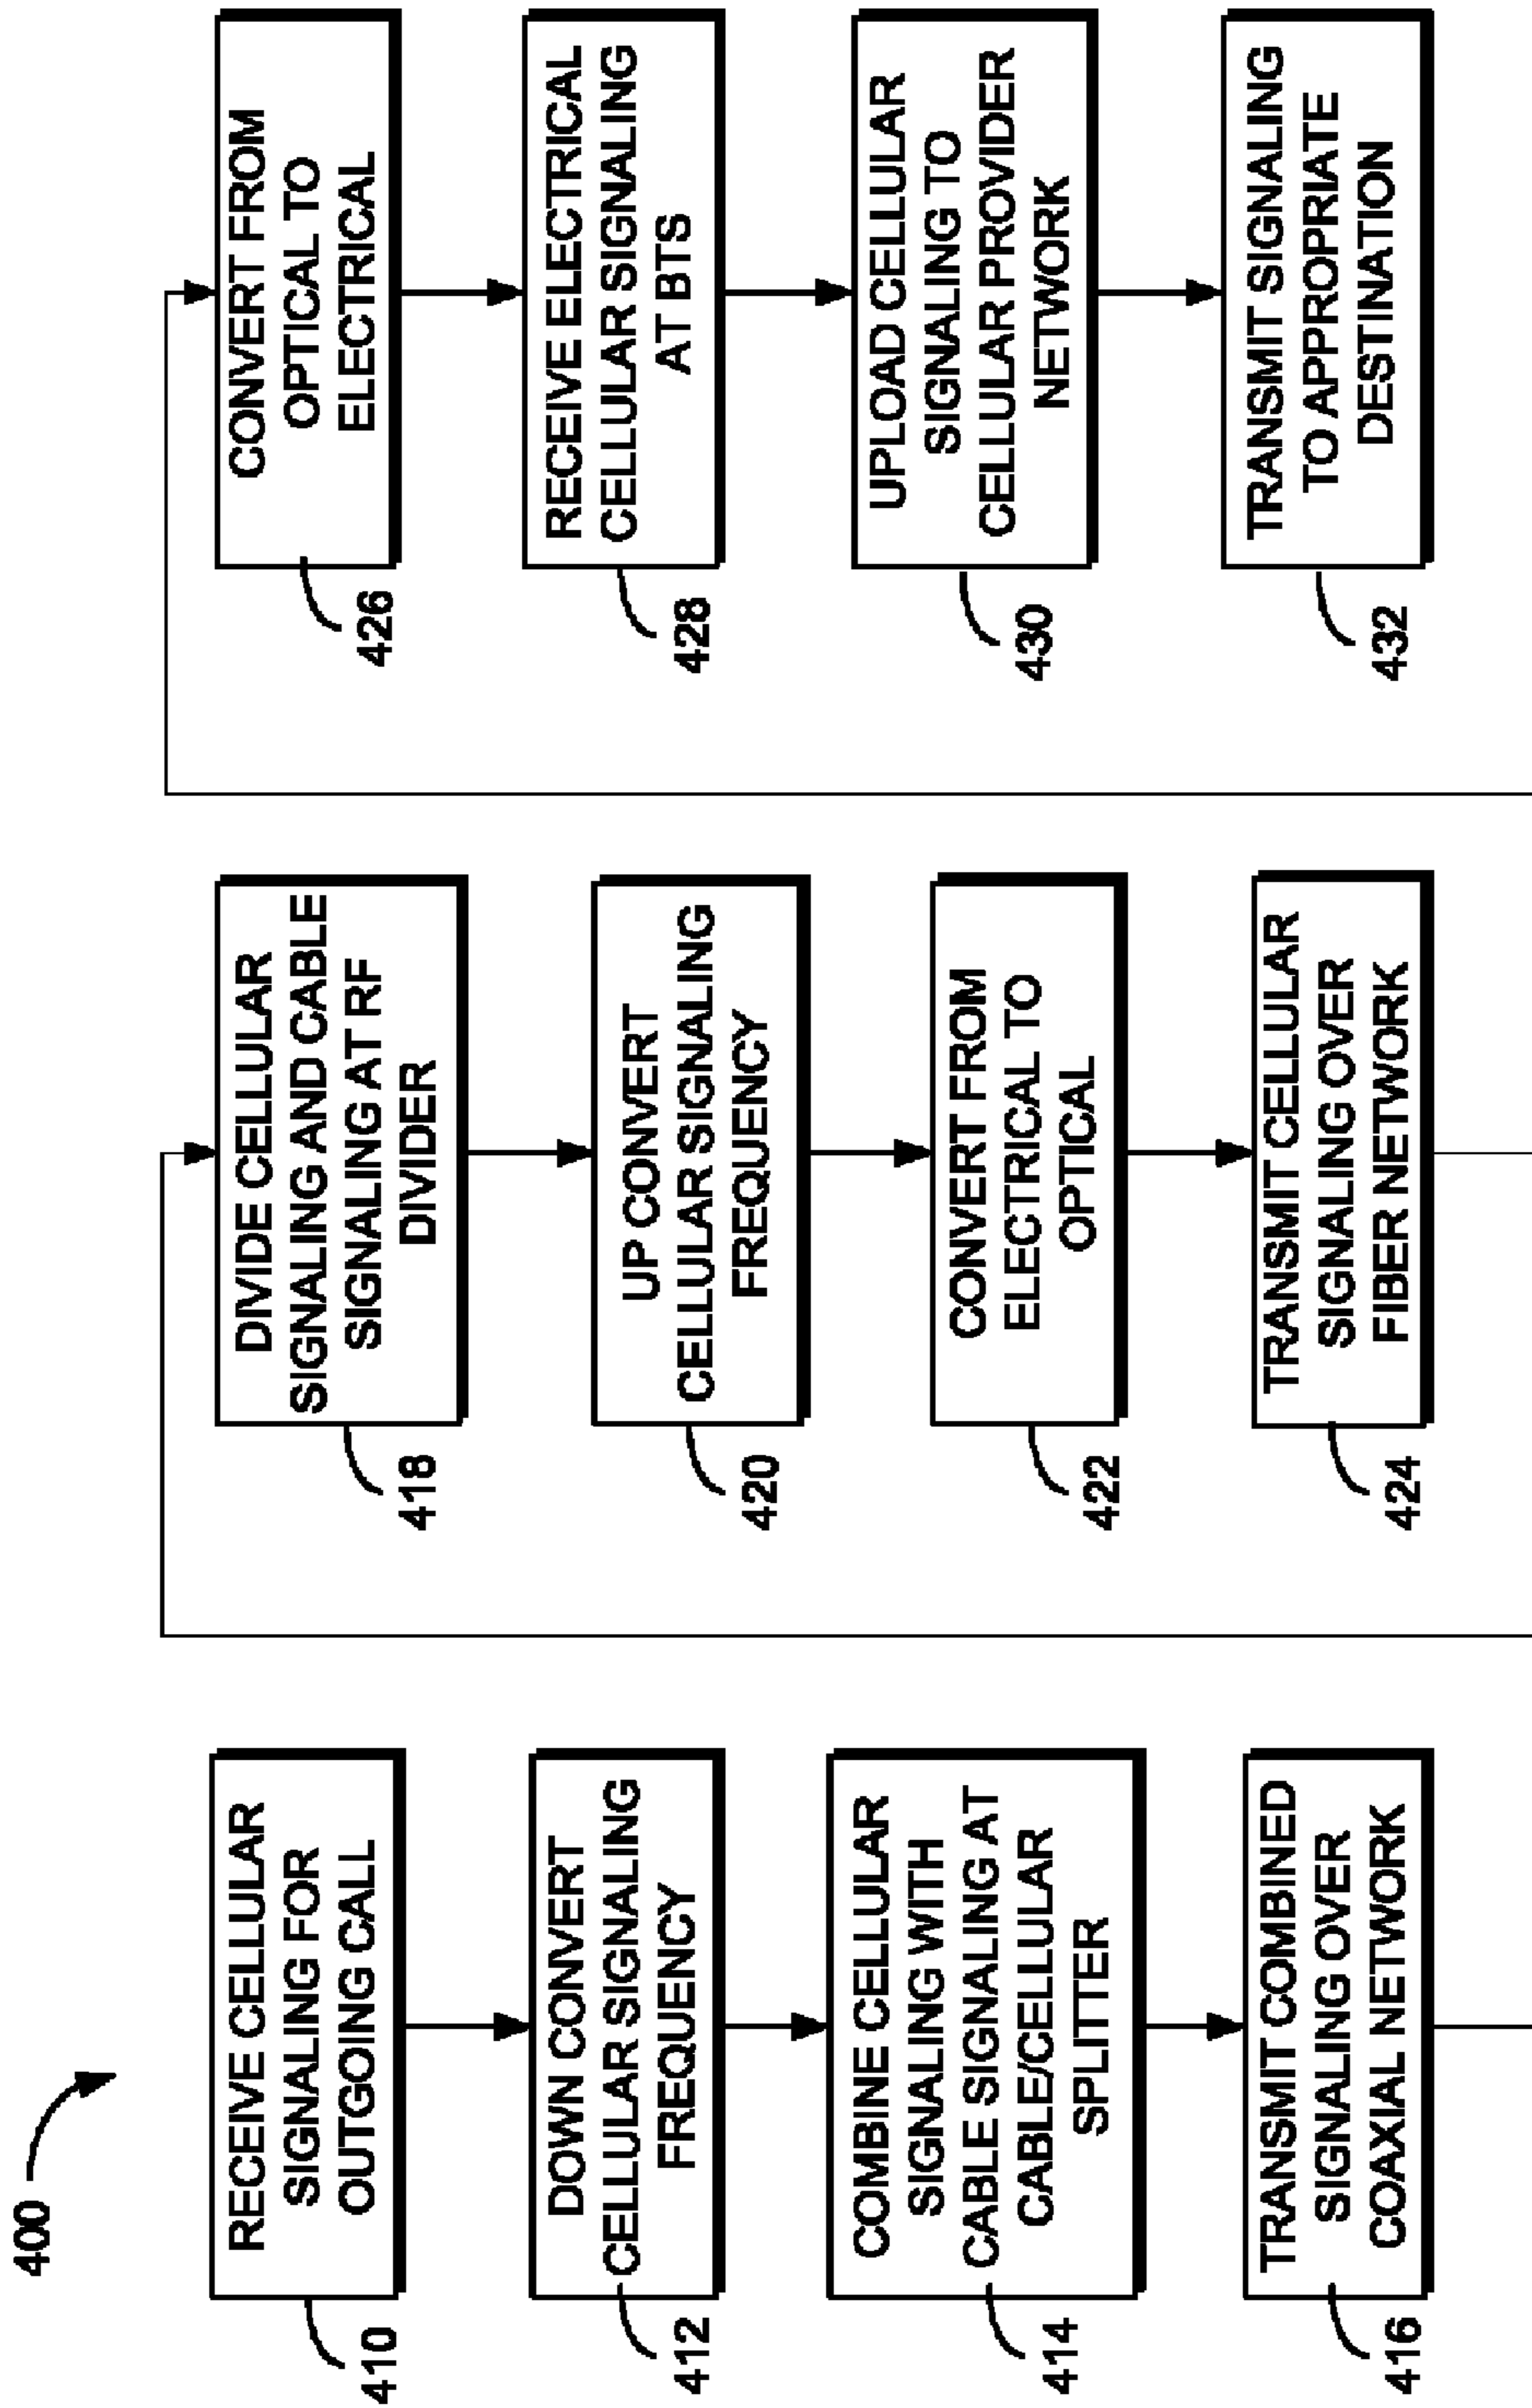 400
RECEIVE CELLULAR
SIGNALING FOR
OUTGOING CALL
410
DOWN CONVERT
CELLULAR SIGNALING
FREQUENCY
412
COMBINE CELLULAR
SIGNALING WITH
CABLE SIGNALING AT
CABLE/CELLULAR
SPLITTER
414
TRANSMIT COMBINED
SIGNALING OVER
COAXIAL NETWORK
416
DIVIDE CELLULAR
SIGNALING AND CABLE
SIGNALING AT RF
DIVIDER
418
UP CONVERT
CELLULAR SIGNALING
FREQUENCY
420
CONVERT FROM
ELECTRICAL TO
OPTICAL
422
TRANSMIT CELLULAR
SIGNALING OVER
FIBER NETWORK
424
CONVERT FROM
OPTICAL TO
ELECTRICAL
426
RECEIVE ELECTRICAL
CELLULAR SIGNALING
AT BTS
428
UPLOAD CELLULAR
SIGNALING TO
CELLULAR PROVIDER
NETWORK
430
TRANSMIT SIGNALING
TO APPROPRIATE
DESTINATION
432